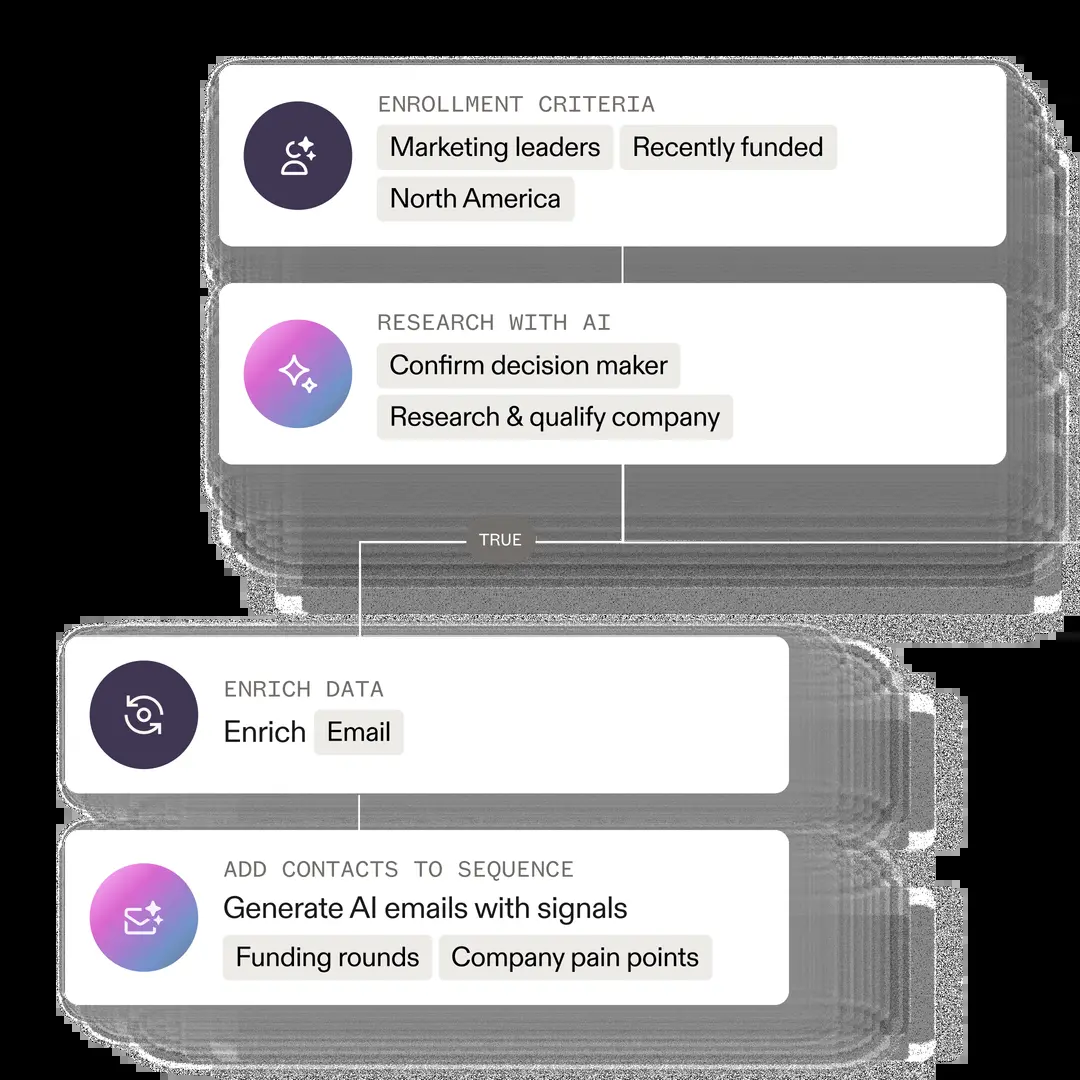 ENROLLMENT CRITERIA
Marketing leaders Recently funded
North America
RESEARCH WITH AI
Confirm decision maker
Research & qualify company
TRUE
ENRICH DATA
Enrich Email
ADD CONTACTS TO SEQUENCE
Generate AI emails with signals
Funding rounds Company pain points